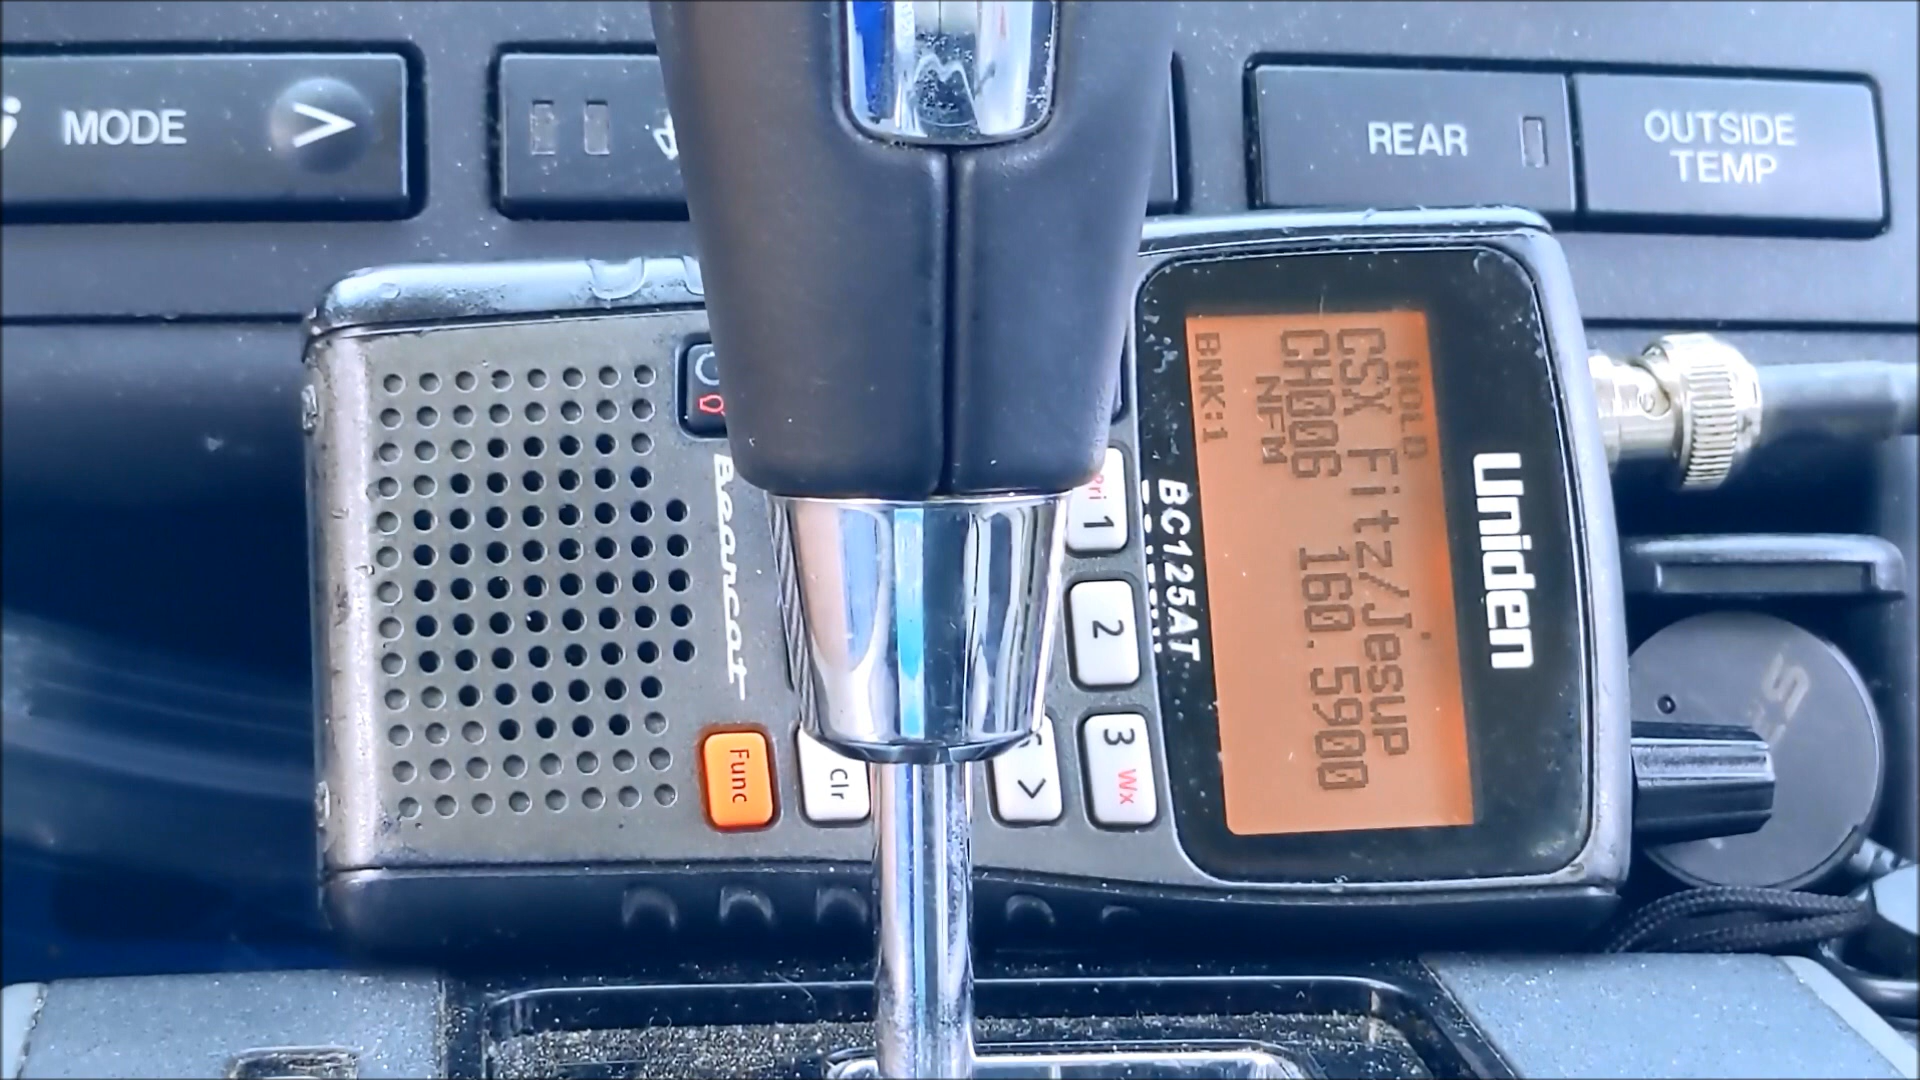 MODE >
REAR
OUTSIDE
TEMP
Uniden
HOLD
CSX Fitz/Jesup
CH006 160.5900
NFM
BNK:1
BC125AT
Pri 1
2
3 Wx
>
Clr
Func
Bearcat